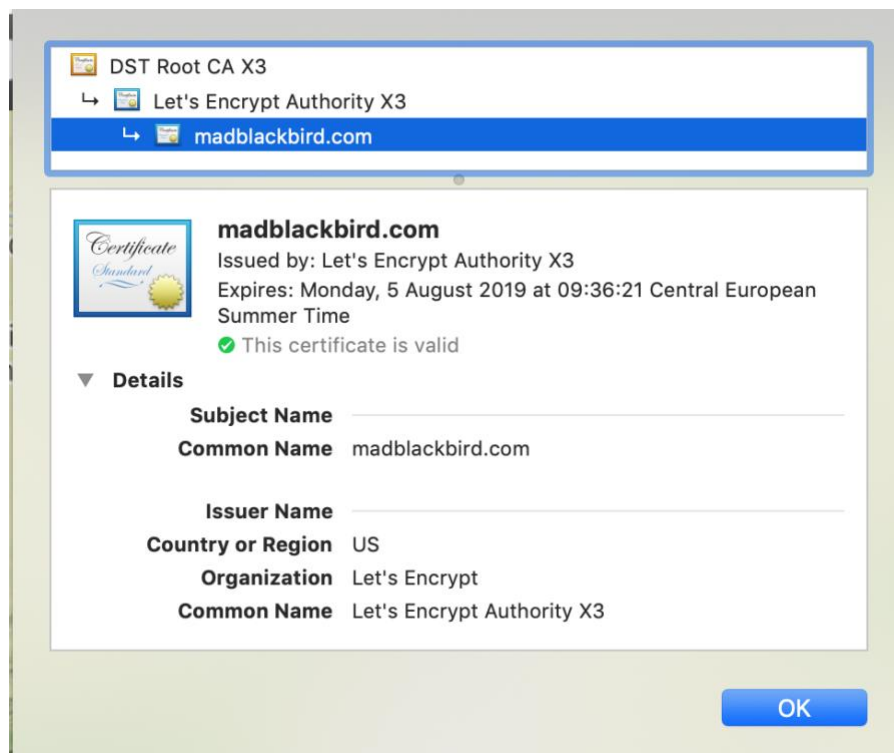 DST Root CA X3
↳ Let's Encrypt Authority X3
↳ madblackbird.com
Certificate
Standard
madblackbird.com
Issued by: Let's Encrypt Authority X3
Expires: Monday, 5 August 2019 at 09:36:21 Central European
Summer Time
This certificate is valid
Details
Subject Name
Common Name madblackbird.com
Issuer Name
Country or Region US
Organization Let's Encrypt
Common Name Let's Encrypt Authority X3
OK